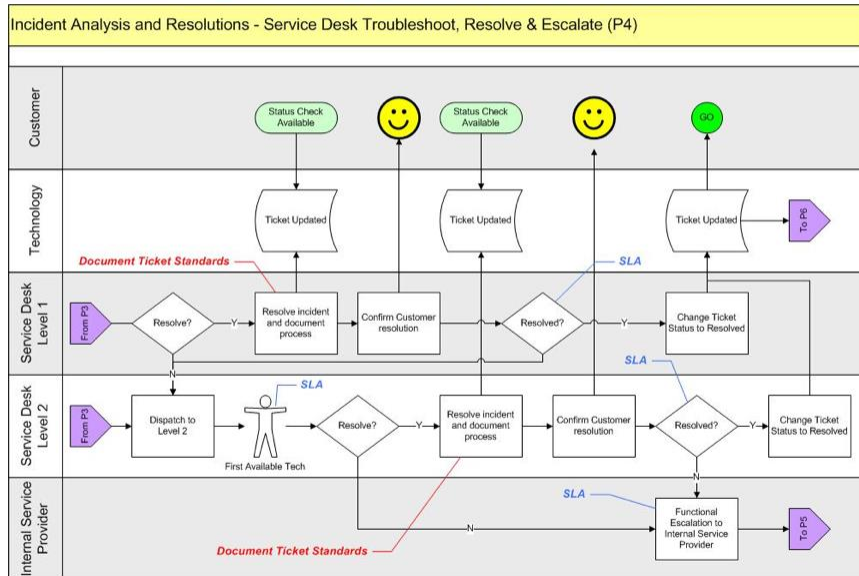 Incident Analysis and Resolutions - Service Desk Troubleshoot, Resolve & Escalate (P4)
Customer
Status Check
Available
Status Check
Available
GO
Technology
Ticket Updated
Ticket Updated
Ticket Updated
To P6
Document Ticket Standards
SLA
Service Desk
Level 1
From P3
Resolve?
Y
Resolve incident
and document
process
Confirm Customer
resolution
Resolved?
Y
Change Ticket
Status to Resolved
N
SLA
SLA
Service Desk
Level 2
From P3
Dispatch to
Level 2
First Available Tech
Resolve?
Y
Resolve incident
and document
process
Confirm Customer
resolution
Resolved?
Y
Change Ticket
Status to Resolved
N
Internal Service
Provider
SLA
N
Functional
Escalation to
Internal Service
Provider
To P5
Document Ticket Standards